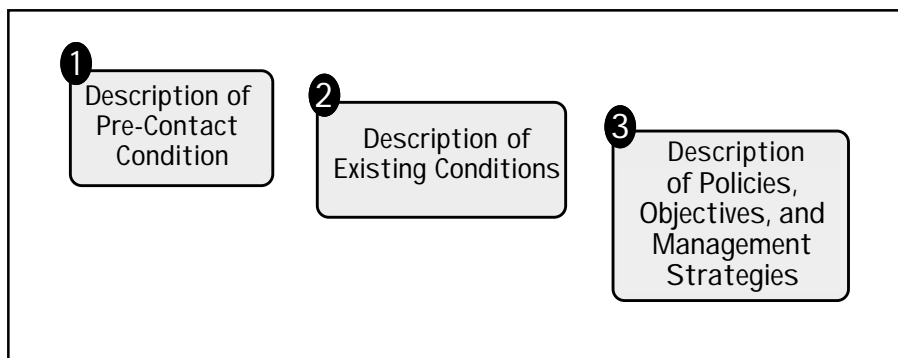 1
Description of
Pre-Contact
Condition
2
Description of
Existing Conditions
3
Description
of Policies,
Objectives, and
Management
Strategies